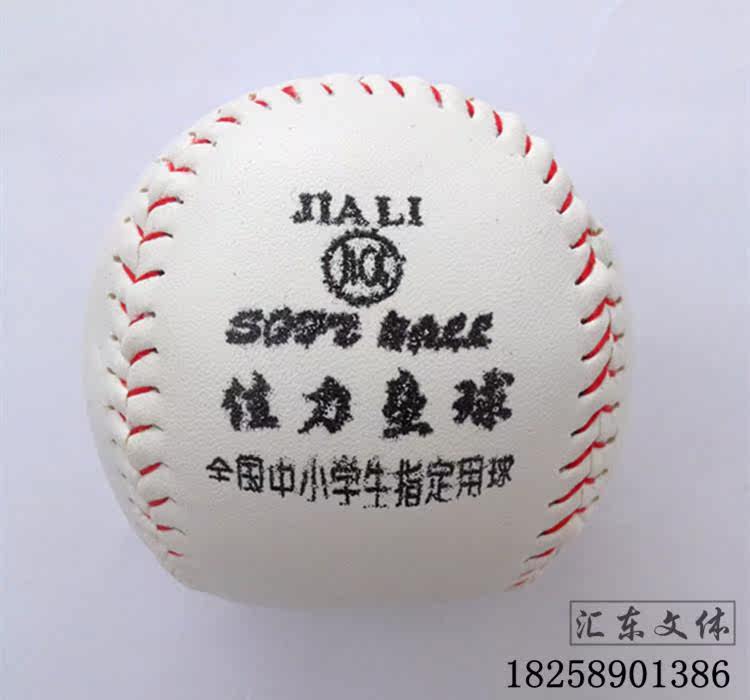 JIALI
SOFT BALL
佳力垒球
全国中小学生指定用球
汇东文体
18258901386